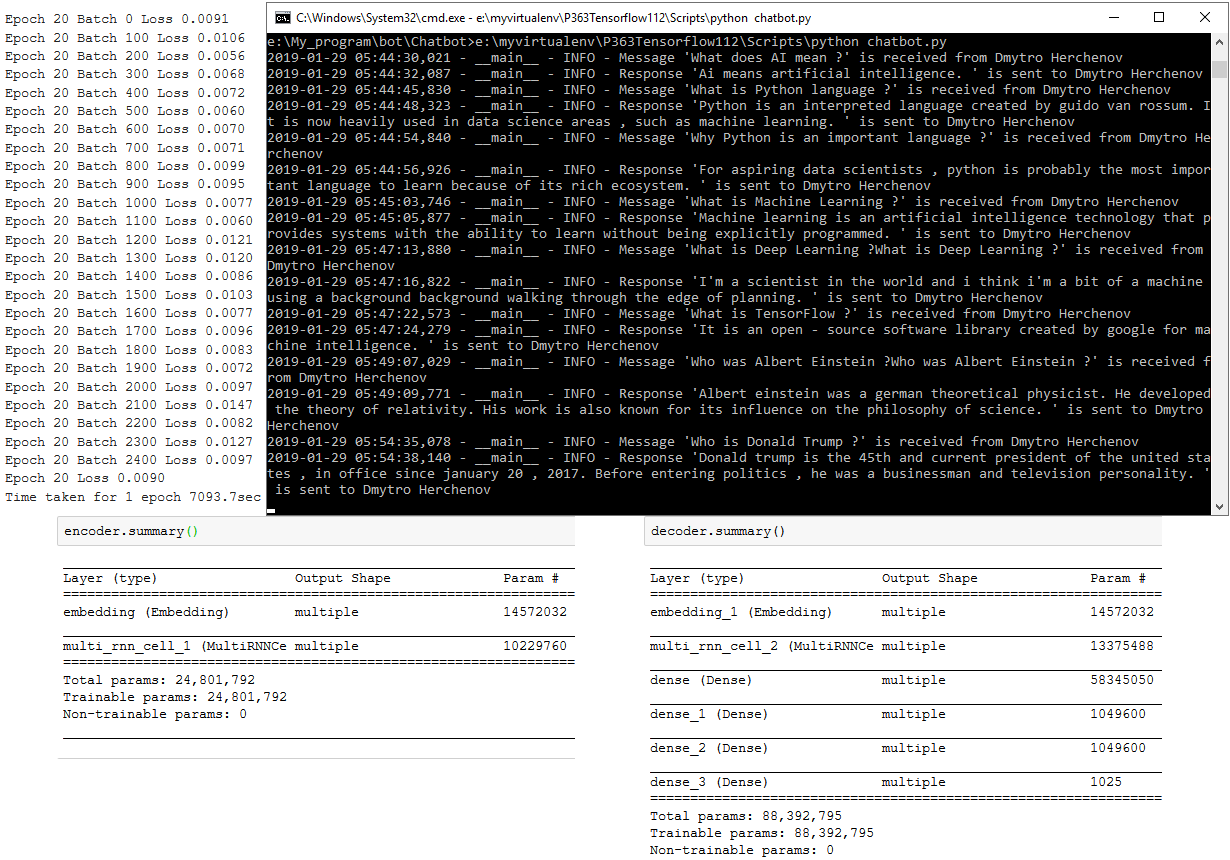 Epoch 20 Batch 0 Loss 0.0091
Epoch 20 Batch 100 Loss 0.0106
Epoch 20 Batch 200 Loss 0.0056
Epoch 20 Batch 300 Loss 0.0068
Epoch 20 Batch 400 Loss 0.0072
Epoch 20 Batch 500 Loss 0.0060
Epoch 20 Batch 600 Loss 0.0070
Epoch 20 Batch 700 Loss 0.0071
Epoch 20 Batch 800 Loss 0.0099
Epoch 20 Batch 900 Loss 0.0095
Epoch 20 Batch 1000 Loss 0.0077
Epoch 20 Batch 1100 Loss 0.0060
Epoch 20 Batch 1200 Loss 0.0121
Epoch 20 Batch 1300 Loss 0.0120
Epoch 20 Batch 1400 Loss 0.0086
Epoch 20 Batch 1500 Loss 0.0103
Epoch 20 Batch 1600 Loss 0.0077
Epoch 20 Batch 1700 Loss 0.0096
Epoch 20 Batch 1800 Loss 0.0083
Epoch 20 Batch 1900 Loss 0.0072
Epoch 20 Batch 2000 Loss 0.0097
Epoch 20 Batch 2100 Loss 0.0147
Epoch 20 Batch 2200 Loss 0.0082
Epoch 20 Batch 2300 Loss 0.0127
Epoch 20 Batch 2400 Loss 0.0097
Epoch 20 Loss 0.0090
Time taken for 1 epoch 7093.7sec
C:\Windows\System32\cmd.exe - e:\myvirtualenv\P363Tensorflow112\Scripts\python  chatbot.py
e:\My_program\bot\Chatbot>e:\myvirtualenv\P363Tensorflow112\Scripts\python chatbot.py
2019-01-29 05:44:30,021 - __main__ - INFO - Message 'What does AI mean ?' is received from Dmytro Herchenov
2019-01-29 05:44:32,087 - __main__ - INFO - Response 'Ai means artificial intelligence. ' is sent to Dmytro Herchenov
2019-01-29 05:44:45,830 - __main__ - INFO - Message 'What is Python language ?' is received from Dmytro Herchenov
2019-01-29 05:44:48,323 - __main__ - INFO - Response 'Python is an interpreted language created by guido van rossum. I
t is now heavily used in data science areas , such as machine learning. ' is sent to Dmytro Herchenov
2019-01-29 05:44:54,840 - __main__ - INFO - Message 'Why Python is an important language ?' is received from Dmytro He
rchenov
2019-01-29 05:44:56,926 - __main__ - INFO - Response 'For aspiring data scientists , python is probably the most impor
tant language to learn because of its rich ecosystem. ' is sent to Dmytro Herchenov
2019-01-29 05:45:03,746 - __main__ - INFO - Message 'What is Machine Learning ?' is received from Dmytro Herchenov
2019-01-29 05:45:05,877 - __main__ - INFO - Response 'Machine learning is an artificial intelligence technology that p
rovides systems with the ability to learn without being explicitly programmed. ' is sent to Dmytro Herchenov
2019-01-29 05:47:13,880 - __main__ - INFO - Message 'What is Deep Learning ?What is Deep Learning ?' is received from
Dmytro Herchenov
2019-01-29 05:47:16,822 - __main__ - INFO - Response 'I'm a scientist in the world and i think i'm a bit of a machine
using a background background walking through the edge of planning. ' is sent to Dmytro Herchenov
2019-01-29 05:47:22,573 - __main__ - INFO - Message 'What is TensorFlow ?' is received from Dmytro Herchenov
2019-01-29 05:47:24,279 - __main__ - INFO - Response 'It is an open - source software library created by google for ma
chine intelligence. ' is sent to Dmytro Herchenov
2019-01-29 05:49:07,029 - __main__ - INFO - Message 'Who was Albert Einstein ?Who was Albert Einstein ?' is received f
rom Dmytro Herchenov
2019-01-29 05:49:09,771 - __main__ - INFO - Response 'Albert einstein was a german theoretical physicist. He developed
 the theory of relativity. His work is also known for its influence on the philosophy of science. ' is sent to Dmytro
Herchenov
2019-01-29 05:54:35,078 - __main__ - INFO - Message 'Who is Donald Trump ?' is received from Dmytro Herchenov
2019-01-29 05:54:38,140 - __main__ - INFO - Response 'Donald trump is the 45th and current president of the united sta
tes , in office since january 20 , 2017. Before entering politics , he was a businessman and television personality. '
 is sent to Dmytro Herchenov
encoder.summary()
Layer (type) Output Shape Param #
embedding (Embedding) multiple 14572032
multi_rnn_cell_1 (MultiRNNCe multiple 10229760
Total params: 24,801,792
Trainable params: 24,801,792
Non-trainable params: 0
decoder.summary()
Layer (type) Output Shape Param #
embedding_1 (Embedding) multiple 14572032
multi_rnn_cell_2 (MultiRNNCe multiple 13375488
dense (Dense) multiple 58345050
dense_1 (Dense) multiple 1049600
dense_2 (Dense) multiple 1049600
dense_3 (Dense) multiple 1025
Total params: 88,392,795
Trainable params: 88,392,795
Non-trainable params: 0